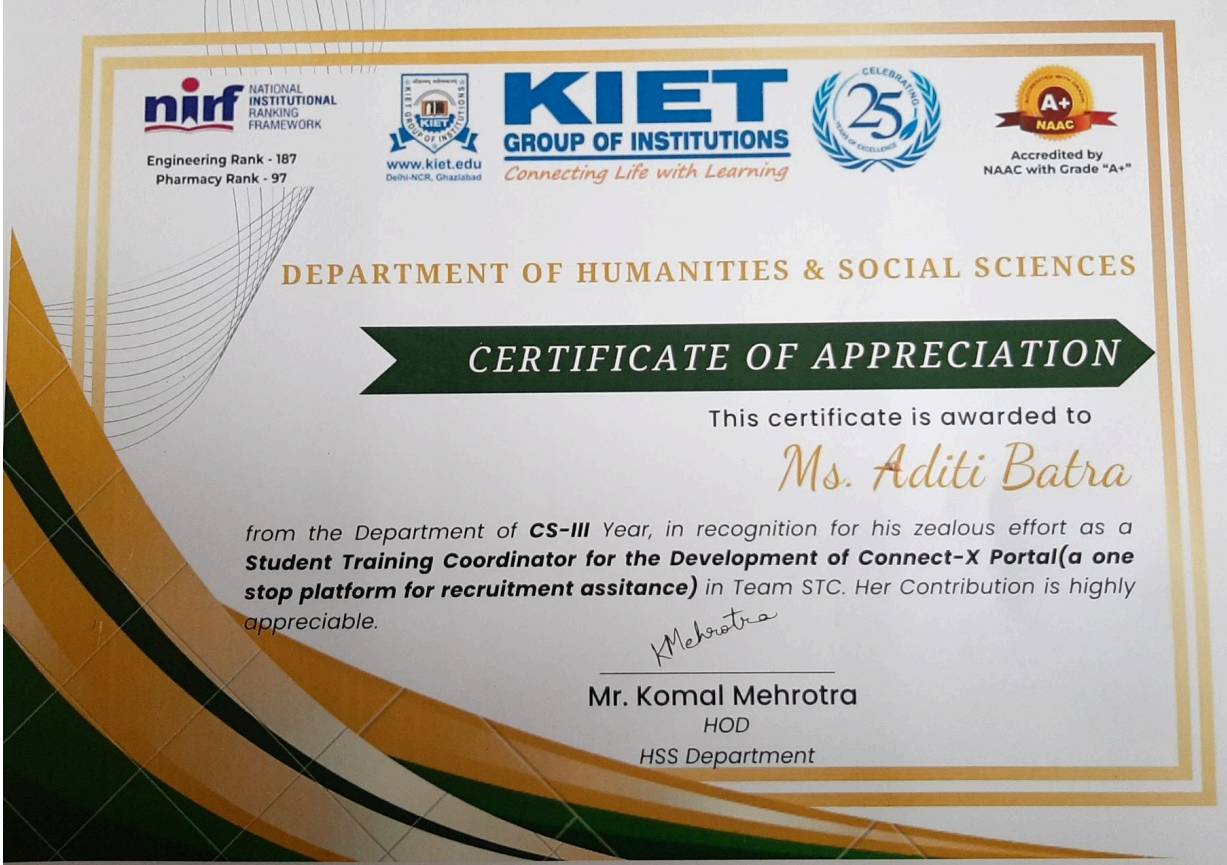 nirf NATIONAL
INSTITUTIONAL
RANKING
FRAMEWORK
Engineering Rank - 187
Pharmacy Rank - 97
KIET GROUP OF INSTITUTIONS
KIET
www.kiet.edu
Delhi-NCR, Ghaziabad
KIET
GROUP OF INSTITUTIONS
Connecting Life with Learning
CELEBRATING
25
YEARS OF EXCELLENCE
A+
NAAC
Accredited by
NAAC with Grade "A+"
DEPARTMENT OF HUMANITIES & SOCIAL SCIENCES
CERTIFICATE OF APPRECIATION
This certificate is awarded to
Ms. Aditi Batra
from the Department of CS-III Year, in recognition for his zealous effort as a
Student Training Coordinator for the Development of Connect-X Portal(a one
stop platform for recruitment assitance) in Team STC. Her Contribution is highly
appreciable.
KMehrotra
Mr. Komal Mehrotra
HOD
HSS Department